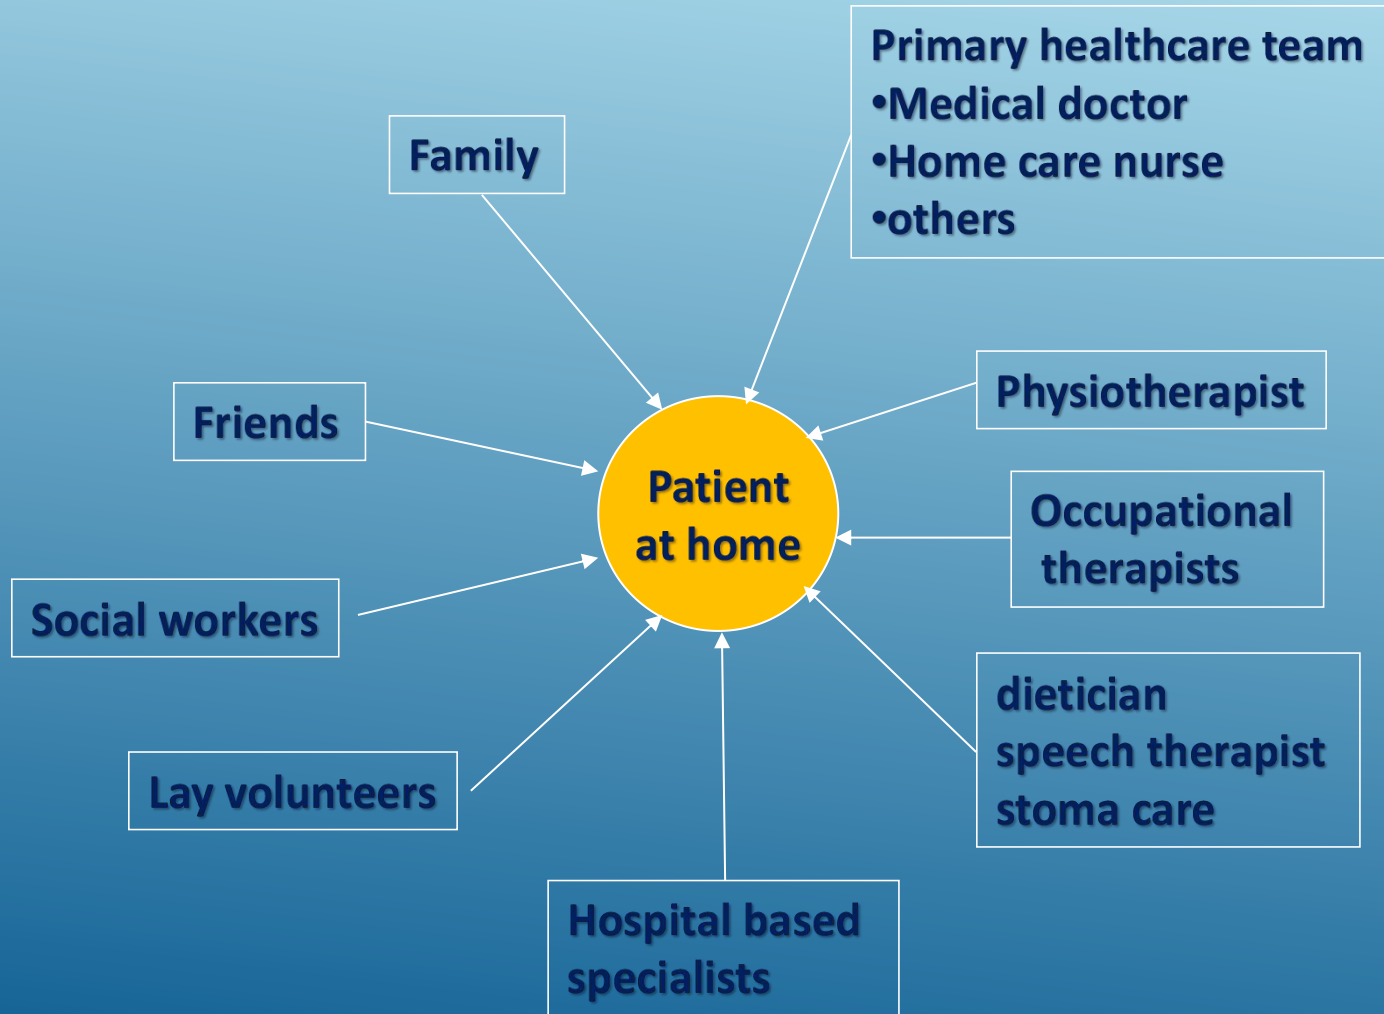 Primary healthcare team
•Medical doctor
•Home care nurse
•others
Family
Physiotherapist
Friends
Patient
at home
Occupational
therapists
Social workers
dietician
speech therapist
stoma care
Lay volunteers
Hospital based
specialists